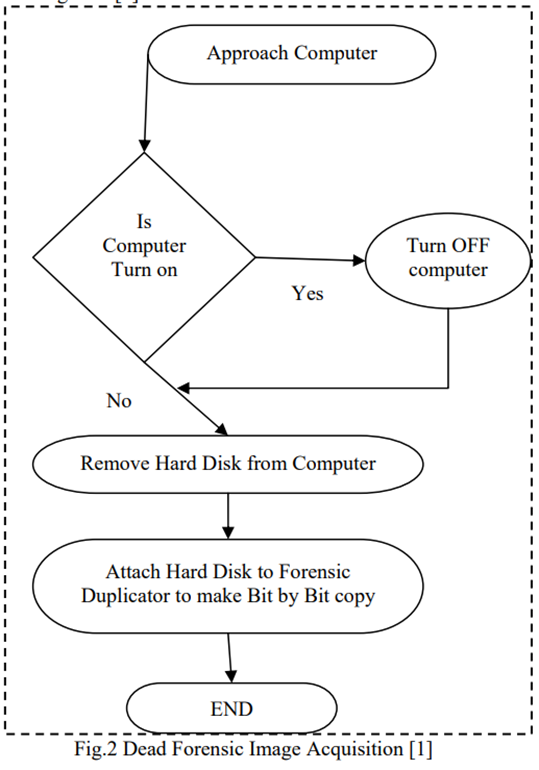 Approach Computer
Is
Computer
Turn on
Turn OFF
computer
Yes
No
Remove Hard Disk from Computer
Attach Hard Disk to Forensic
Duplicator to make Bit by Bit copy
END
Fig.2 Dead Forensic Image Acquisition [1]